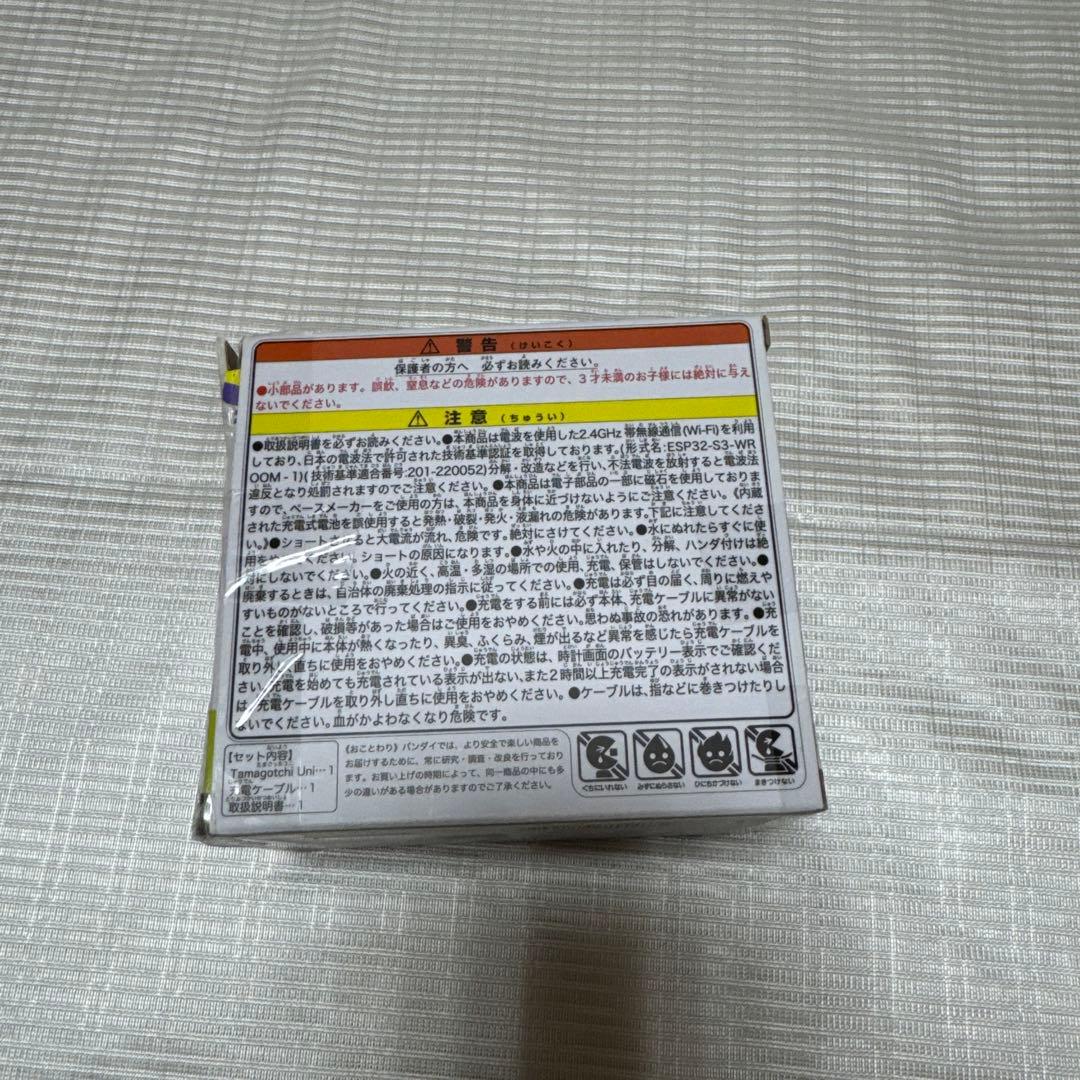 ⚠ 警告 (けいこく)
保護者の方へ 必ずお読みください。
●小部品があります。誤飲、窒息などの危険がありますので、3才未満のお子様には絶対に与え
ないでください。
⚠ 注意 (ちゅうい)
●取扱説明書を必ずお読みください。●本商品は電波を使用した2.4GHz 帯無線通信(Wi-Fi)を利用
しており、日本の電波法で許可された技術基準認証を取得しております。(形式名:ESP32-S3-WR
OOM - 1)( 技術基準適合番号:201-220052)分解・改造などを行い、不法電波を放射すると電波法
違反となり処罰されますのでご注意ください。●本商品は電子部品の一部に磁石を使用しておりま
すので、ペースメーカーをご使用の方は、本商品を身体に近づけないようにご注意ください。《内蔵
された充電式電池を誤使用すると発熱・破裂・発火・液漏れの危険があります。下記に注意してくださ
い。》●ショートさせると大電流が流れ、危険です。絶対にさけてください。●水にぬれたらすぐに使
用をやめてください。ショートの原因になります。●水や火の中に入れたり、分解、ハンダ付けは絶
対にしないでください。●火の近く、高温・多湿の場所での使用、充電、保管はしないでください。●
廃棄するときは、自治体の廃棄処理の指示に従ってください。●充電は必ず目の届く、周りに燃えや
すいものがないところで行ってください。●充電をする前には必ず本体、充電ケーブルに異常がない
ことを確認し、破損等があった場合はご使用をおやめください。思わぬ事故の恐れがあります。●充
電中、使用中に本体が熱くなったり、異臭、ふくらみ、煙が出るなど異常を感じたら充電ケーブルを
取り外し直ちに使用をおやめください。●充電の状態は、時計画面のバッテリー表示でご確認くだ
さい。充電を始めても充電されている表示が出ない、また2時間以上充電完了の表示がされない場合
は、充電ケーブルを取り外し直ちに使用をおやめください。●ケーブルは、指などに巻きつけたりし
ないでください。血がかよわなくなり危険です。
【セット内容】
Tamagotchi Uni…1
充電ケーブル…1
取扱説明書…1
《おことわり》バンダイでは、より安全で楽しい商品を
お届けするために、常に研究・調査・改良を行っており
ます。お買い上げの時期によって、同一商品の中にも多
少の違いがある場合がありますのでご了承ください。
くちにいれない みずにぬらさない ひにちかづけない まきつけない